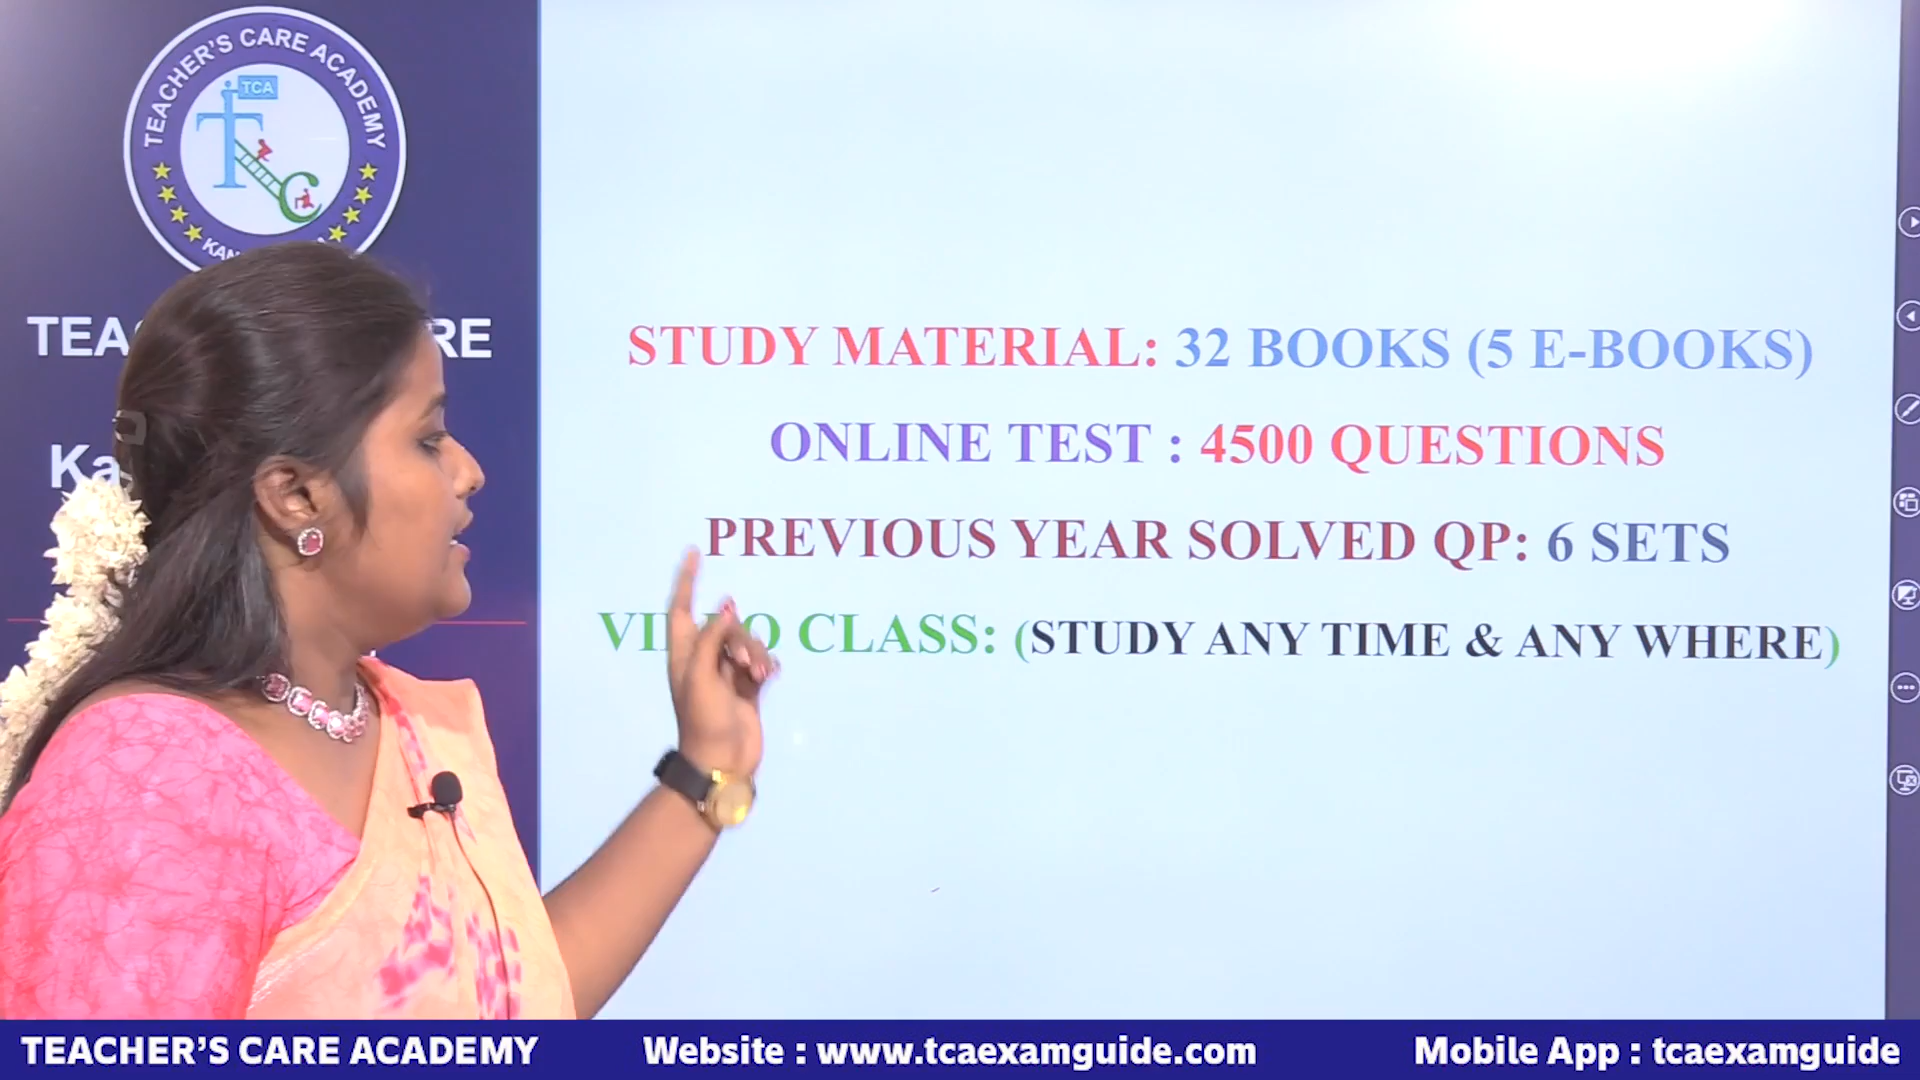 TEACHER'S CARE ACADEMY
TCA
STUDY MATERIAL: 32 BOOKS (5 E-BOOKS)
ONLINE TEST : 4500 QUESTIONS
PREVIOUS YEAR SOLVED QP: 6 SETS
CLASS: (STUDY ANY TIME & ANY WHERE)
TEACHER'S CARE ACADEMY
Website : www.tcaexamguide.com
Mobile App : tcaexamguide